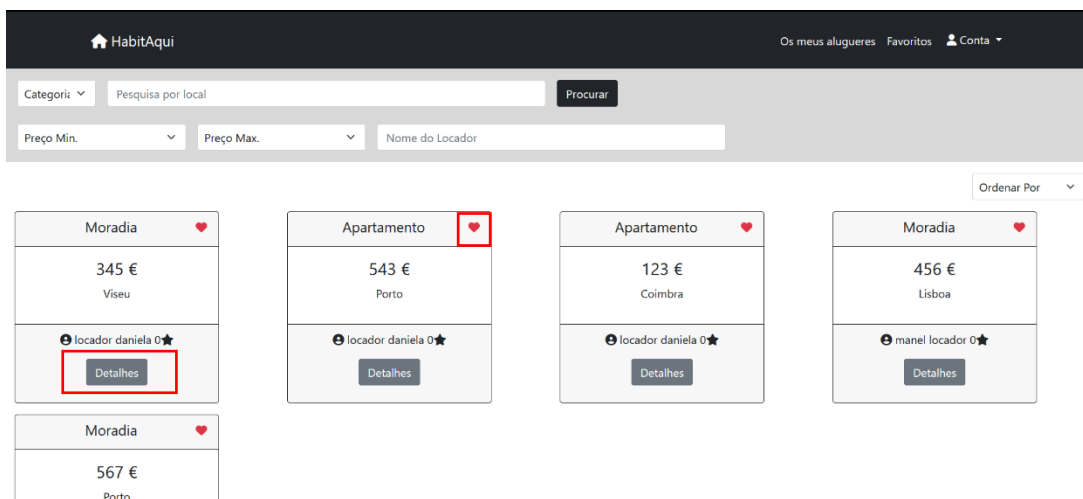 HabitAqui
Os meus alugueres Favoritos Conta
Categoria Pesquisa por local Procurar
Preço Min. Preço Max. Nome do Locador
Ordenar Por
Moradia
345 €
Viseu
locador daniela 0
Detalhes
Apartamento
543 €
Porto
locador daniela 0
Detalhes
Apartamento
123 €
Coimbra
locador daniela 0
Detalhes
Moradia
456 €
Lisboa
manel locador 0
Detalhes
Moradia
567 €
Porto